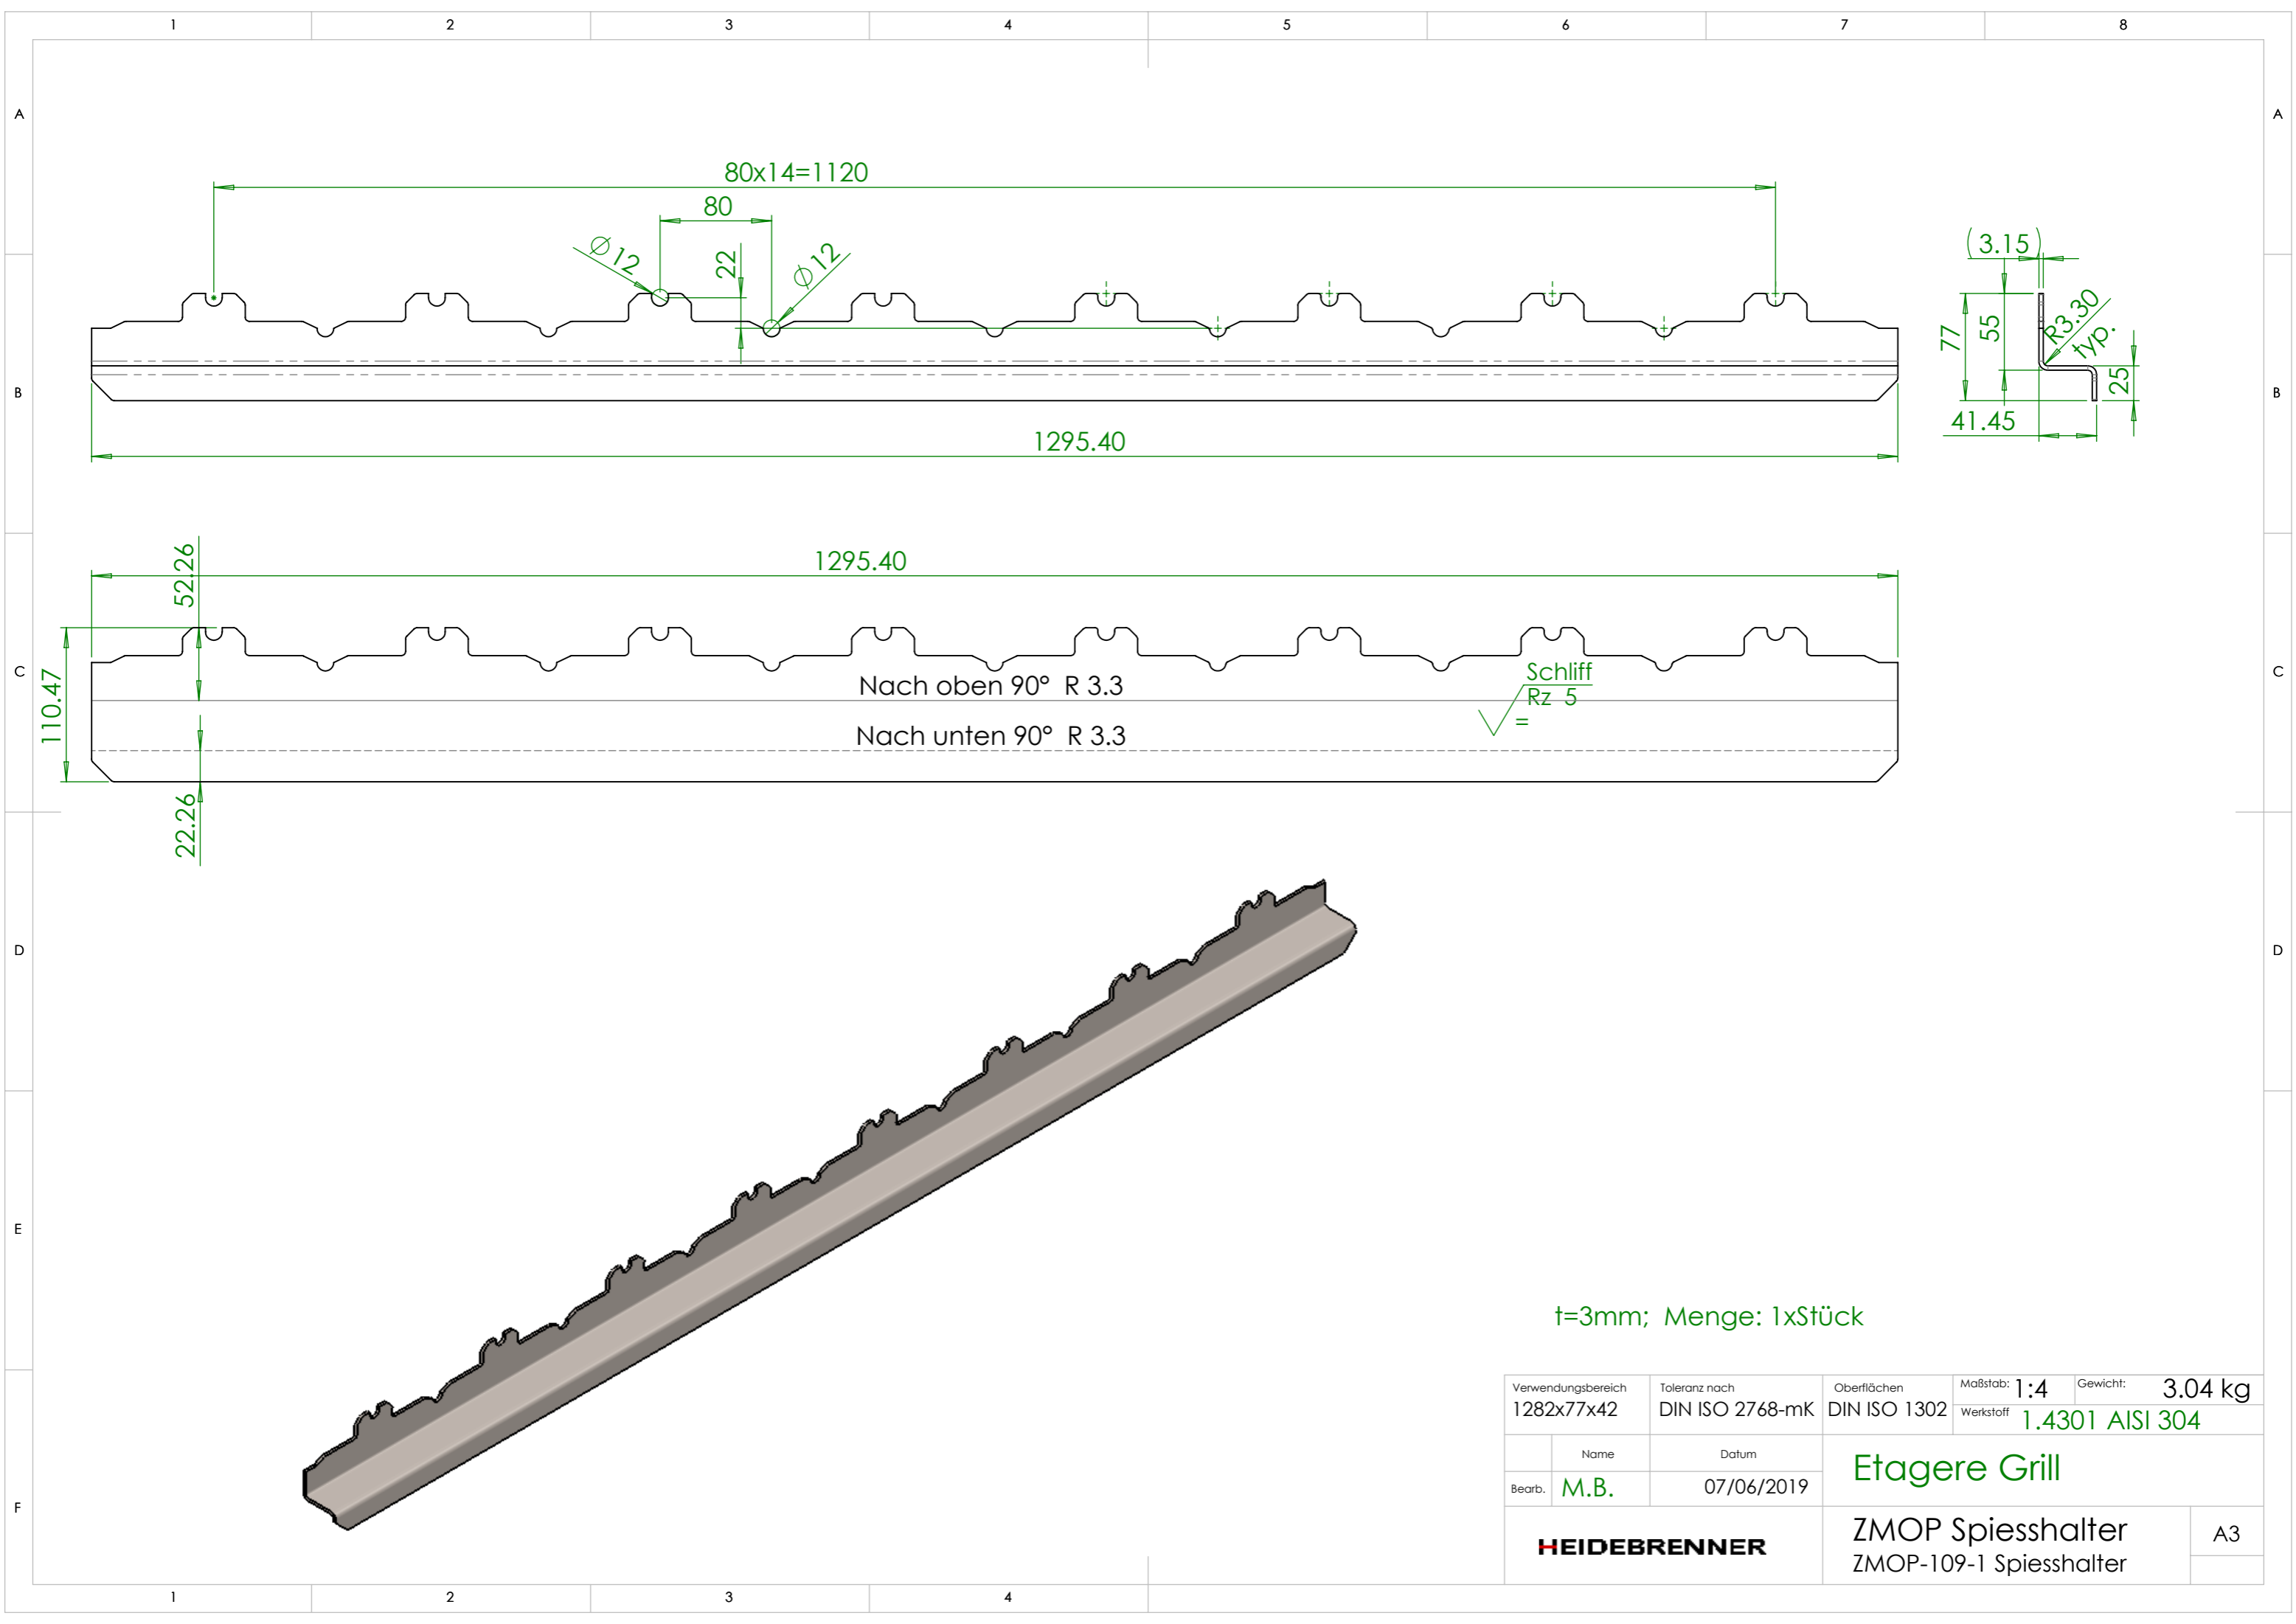 1 2 3 4 5 6 7 8
A A
80x14=1120
80
∅12
22
∅12
(3.15)
77
55
R3.30
typ.
25
41.45
B B
1295.40
52.26
1295.40
110.47
C C
Nach oben 90° R 3.3
Schliff
Rz 5
=
Nach unten 90° R 3.3
22.26
D D
E
E
t=3mm; Menge: 1xStück
Verwendungsbereich
1282x77x42
Toleranz nach
DIN ISO 2768-mK
Oberflächen
DIN ISO 1302
Maßstab: 1:4
Gewicht: 3.04 kg
Werkstoff 1.4301 AISI 304
Name Datum
Bearb. M.B. 07/06/2019
Etagere Grill
F F
HEIDEBRENNER
ZMOP Spiesshalter
ZMOP-109-1 Spiesshalter
A3
1 2 3 4